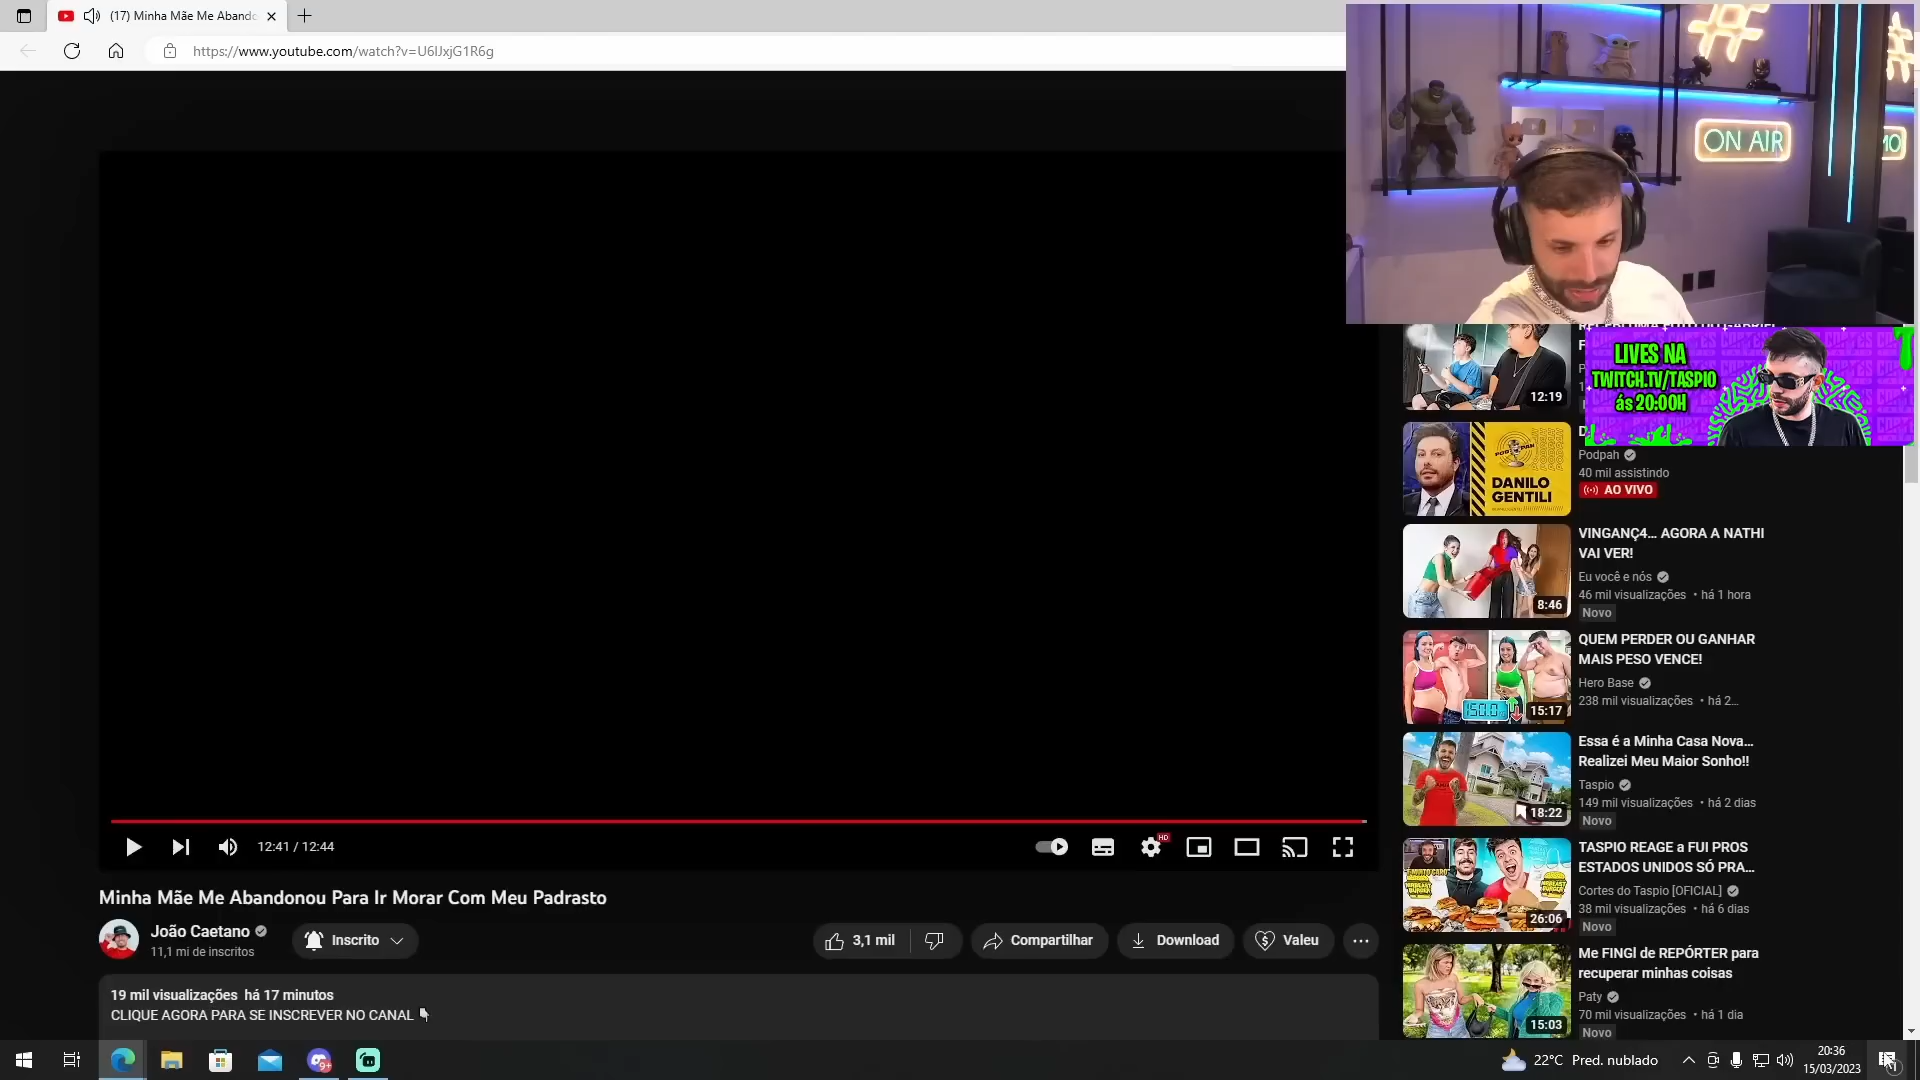 (17) Minha Mãe Me Abando
https://www.youtube.com/watch?v=U6lJxjG1R6g
ON AIR
LIVES NA
TWITCH.TV/TASPIO
ás 20:00H
12:19
DANILO
GENTILI
Podpah
40 mil assistindo
AO VIVO
VINGANÇ4... AGORA A NATHI
VAI VER!
Eu você e nós
46 mil visualizações • há 1 hora
Novo
8:46
QUEM PERDER OU GANHAR
MAIS PESO VENCE!
Hero Base
238 mil visualizações • há 2...
15:17
Essa é a Minha Casa Nova...
Realizei Meu Maior Sonho!!
Taspio
149 mil visualizações • há 2 dias
Novo
18:22
TASPIO REAGE a FUI PROS
ESTADOS UNIDOS SÓ PRA...
Cortes do Taspio [OFICIAL]
38 mil visualizações • há 6 dias
Novo
26:06
Me FINGI de REPÓRTER para
recuperar minhas coisas
Paty
70 mil visualizações • há 1 dia
Novo
15:03
12:41 / 12:44
HD
Minha Mãe Me Abandonou Para Ir Morar Com Meu Padrasto
João Caetano
11,1 mi de inscritos
Inscrito
3,1 mil
Compartilhar
Download
Valeu
19 mil visualizações há 17 minutos
CLIQUE AGORA PARA SE INSCREVER NO CANAL
9+
22°C Pred. nublado
20:36
15/03/2023